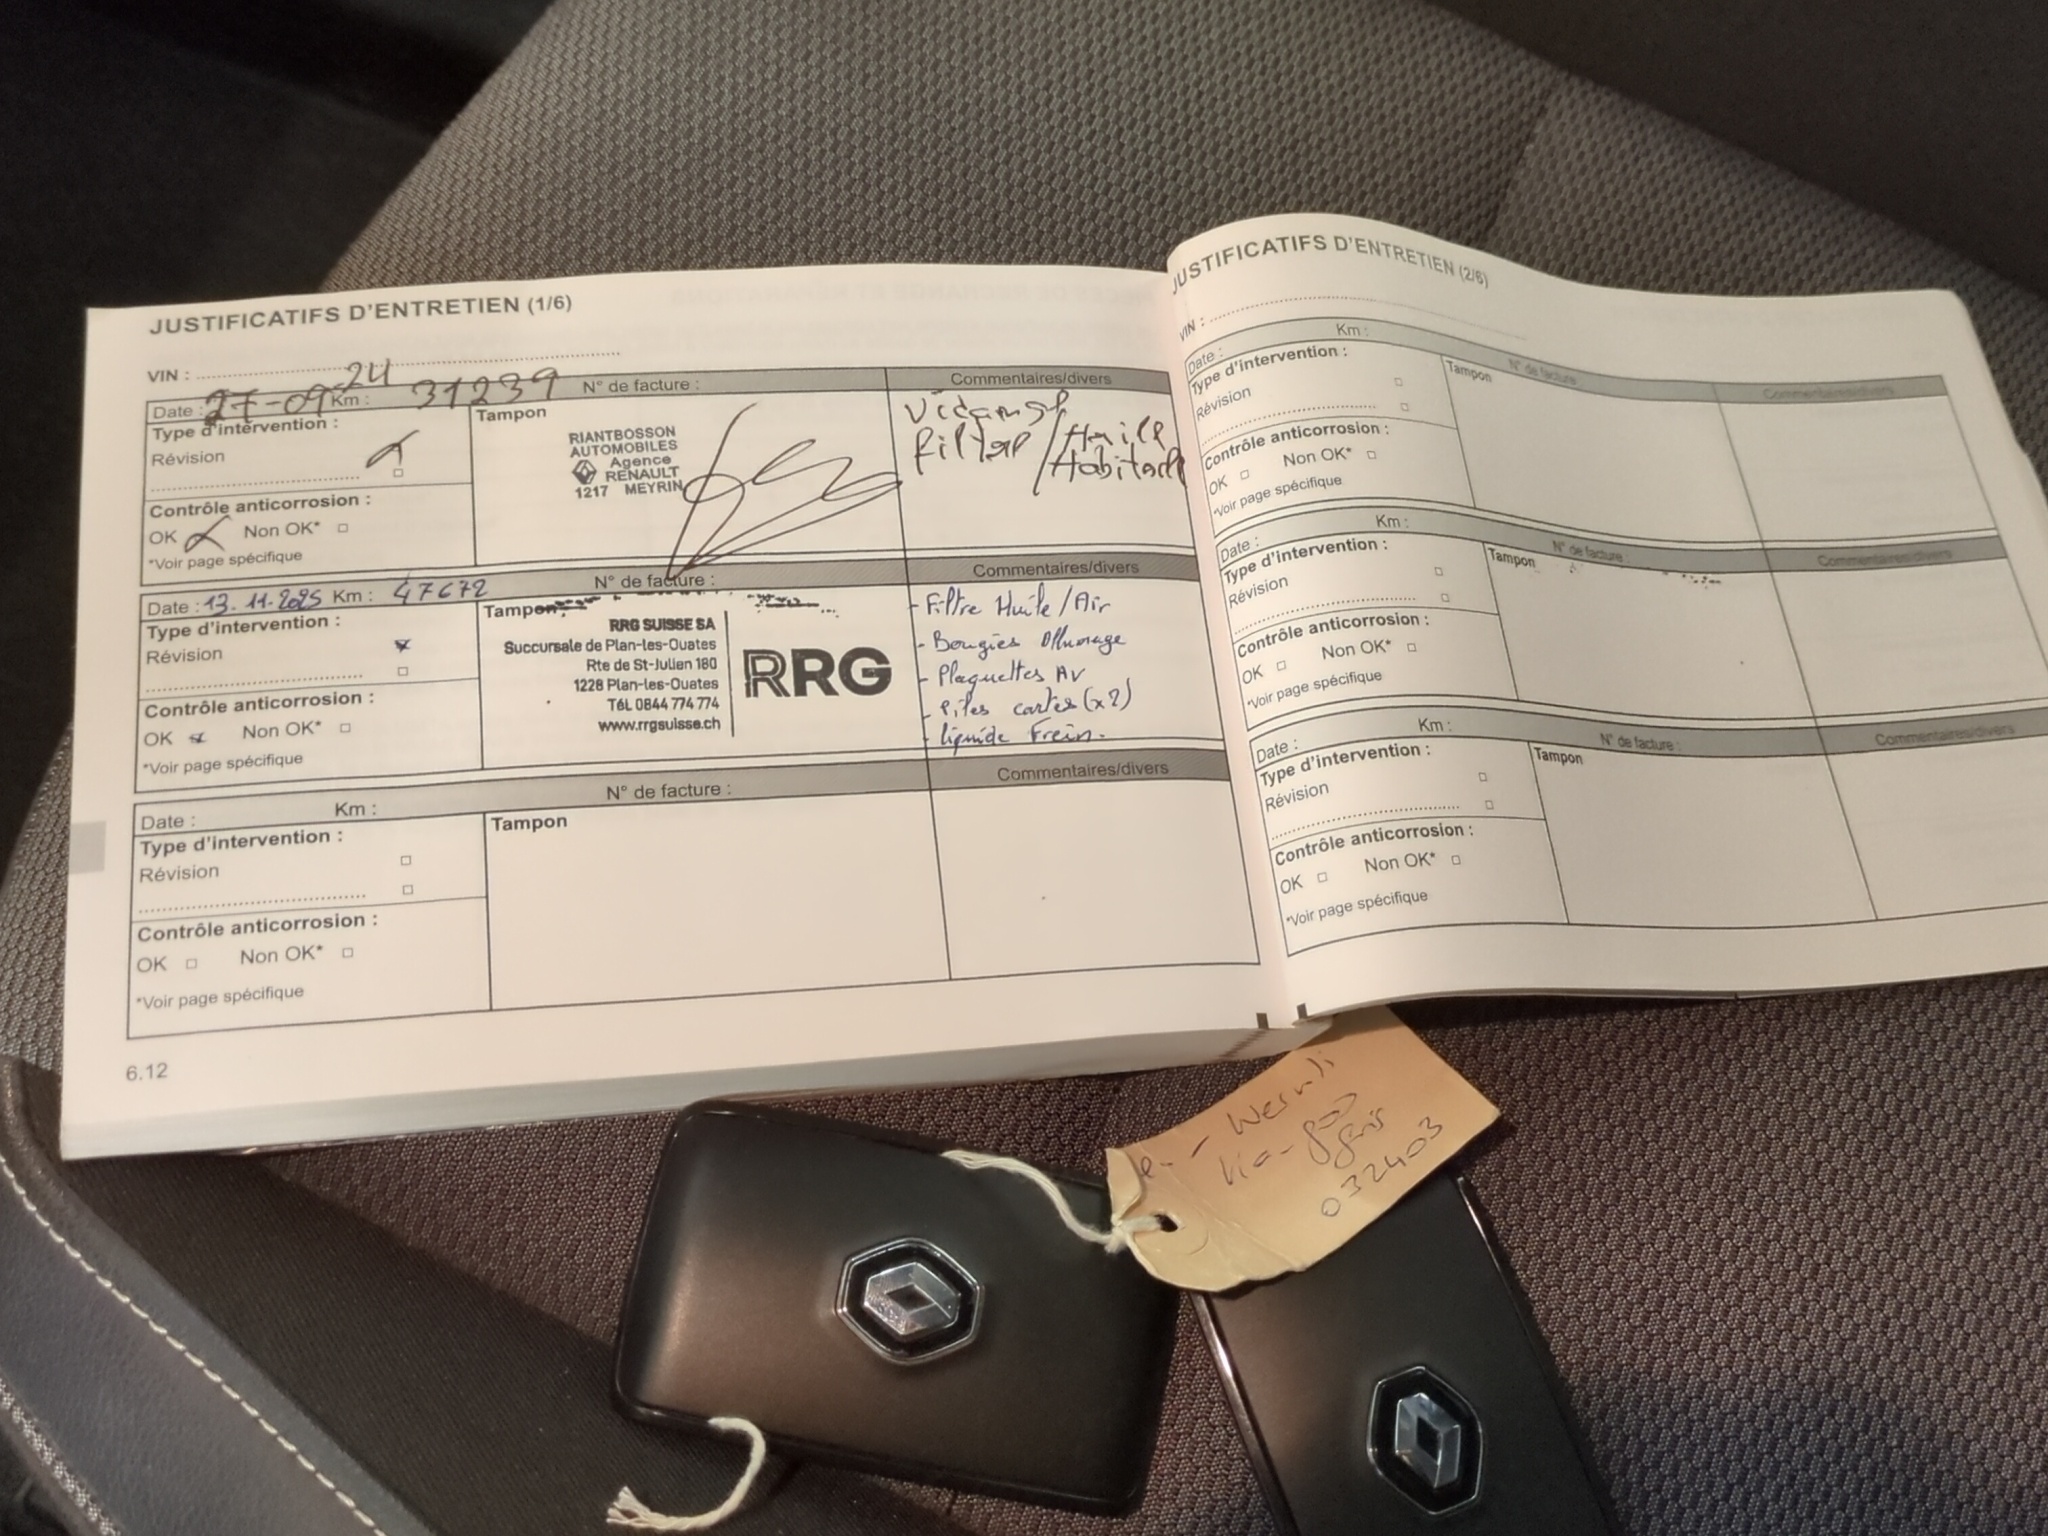 JUSTIFICATIFS D'ENTRETIEN (1/6)
VIN :
Date : 27-09 24 Km : 31239 N° de facture : Commentaires/divers
Type d'intervention :
Révision
Tampon
RIANTBOSSON
AUTOMOBILES
Agence
RENAULT
1217 MEYRIN
Vidange
filtre / Huile
Habitacle
Contrôle anticorrosion :
OK Non OK*
*Voir page spécifique
Date : 13.11.2025 Km : 47672 N° de facture : Commentaires/divers
Type d'intervention :
Révision
Tampon
RRG SUISSE SA
Succursale de Plan-les-Ouates
Rte de St-Julien 180
1228 Plan-les-Ouates
Tél. 0844 774 774
www.rrgsuisse.ch
RRG
- Filtre Huile/Air
- Bougies Allumage
- Plaquettes AV
- Piles cartes (x2)
- liquide Frein.
Contrôle anticorrosion :
OK Non OK*
*Voir page spécifique
Date : Km : N° de facture : Commentaires/divers
Type d'intervention :
Révision
Tampon
Contrôle anticorrosion :
OK Non OK*
*Voir page spécifique
6.12
JUSTIFICATIFS D'ENTRETIEN (2/6)
VIN :
Date : Km : N° de facture Commentaires/divers
Type d'intervention :
Révision
Tampon
Contrôle anticorrosion :
OK Non OK*
*Voir page spécifique
Date : Km : N° de facture : Commentaires/divers
Type d'intervention :
Révision
Tampon
Contrôle anticorrosion :
OK Non OK*
*Voir page spécifique
Date : Km : N° de facture : Commentaires/divers
Type d'intervention :
Révision
Tampon
Contrôle anticorrosion :
OK Non OK*
*Voir page spécifique
gris
032403